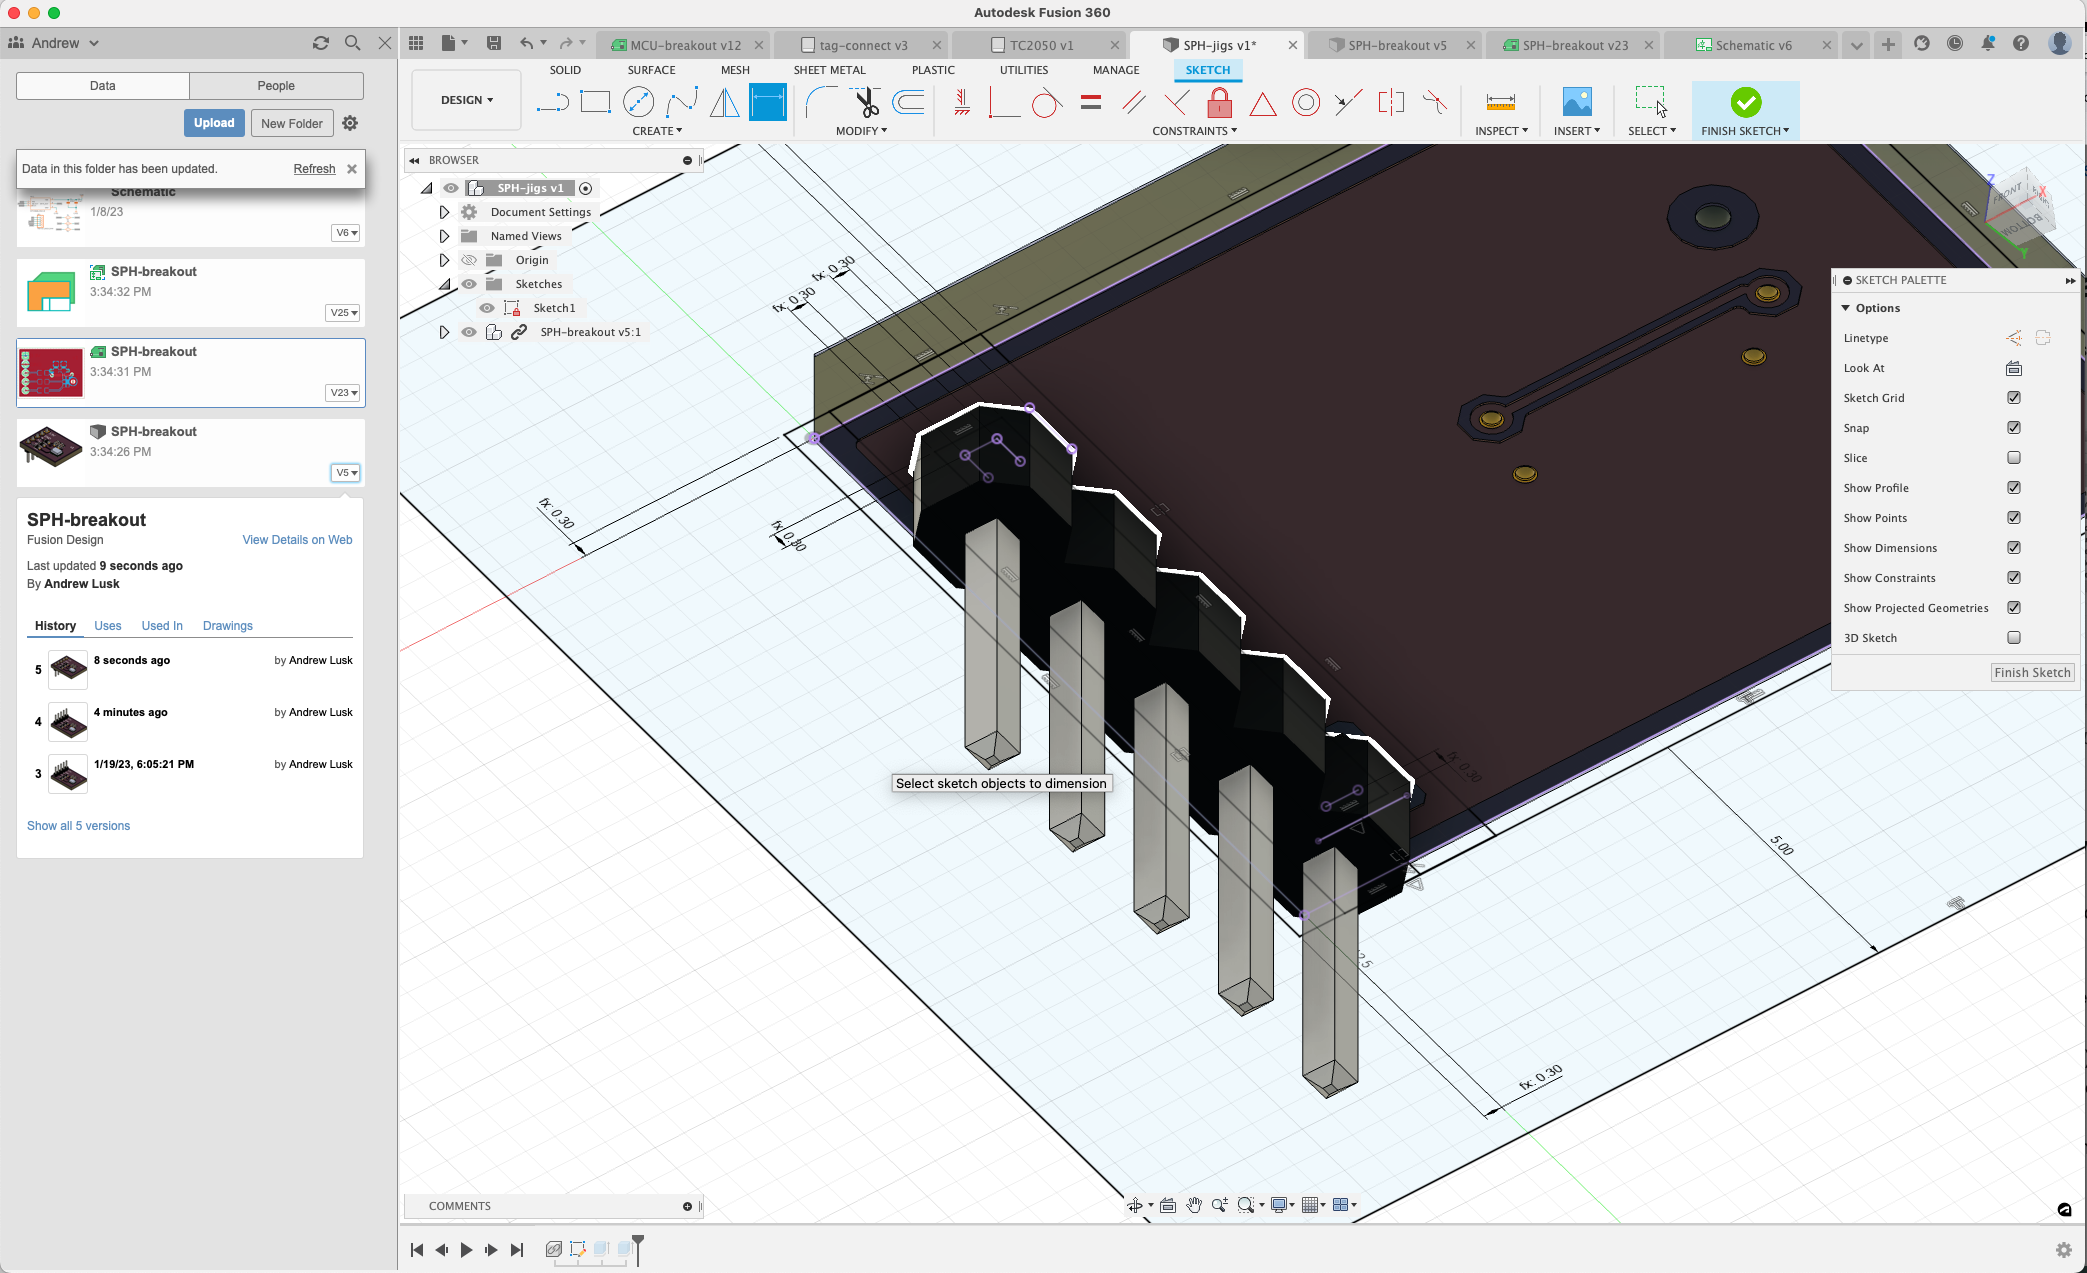 Autodesk Fusion 360
Andrew
MCU-breakout v12
tag-connect v3
TC2050 v1
SPH-jigs v1*
SPH-breakout v5
SPH-breakout v23
Schematic v6
Data
People
Upload
New Folder
Data in this folder has been updated.
Refresh
Schematic
1/8/23
V6
SPH-breakout
3:34:32 PM
V25
SPH-breakout
3:34:31 PM
V23
SPH-breakout
3:34:26 PM
V5
SPH-breakout
Fusion Design
View Details on Web
Last updated 9 seconds ago
By Andrew Lusk
History
Uses
Used In
Drawings
5
8 seconds ago
by Andrew Lusk
4
4 minutes ago
by Andrew Lusk
3
1/19/23, 6:05:21 PM
by Andrew Lusk
Show all 5 versions
DESIGN
SOLID
SURFACE
MESH
SHEET METAL
PLASTIC
UTILITIES
MANAGE
SKETCH
CREATE
MODIFY
CONSTRAINTS
INSPECT
INSERT
SELECT
FINISH SKETCH
BROWSER
SPH-jigs v1
Document Settings
Named Views
Origin
Sketches
Sketch1
SPH-breakout v5:1
fx: 0.30
fx: 0.30
fx: 0.30
fx: 0.30
fx: 0.30
5.00
fx: 0.30
Select sketch objects to dimension
Z
X
Y
FRONT
BOTTOM
SKETCH PALETTE
Options
Linetype
Look At
Sketch Grid
Snap
Slice
Show Profile
Show Points
Show Dimensions
Show Constraints
Show Projected Geometries
3D Sketch
Finish Sketch
COMMENTS